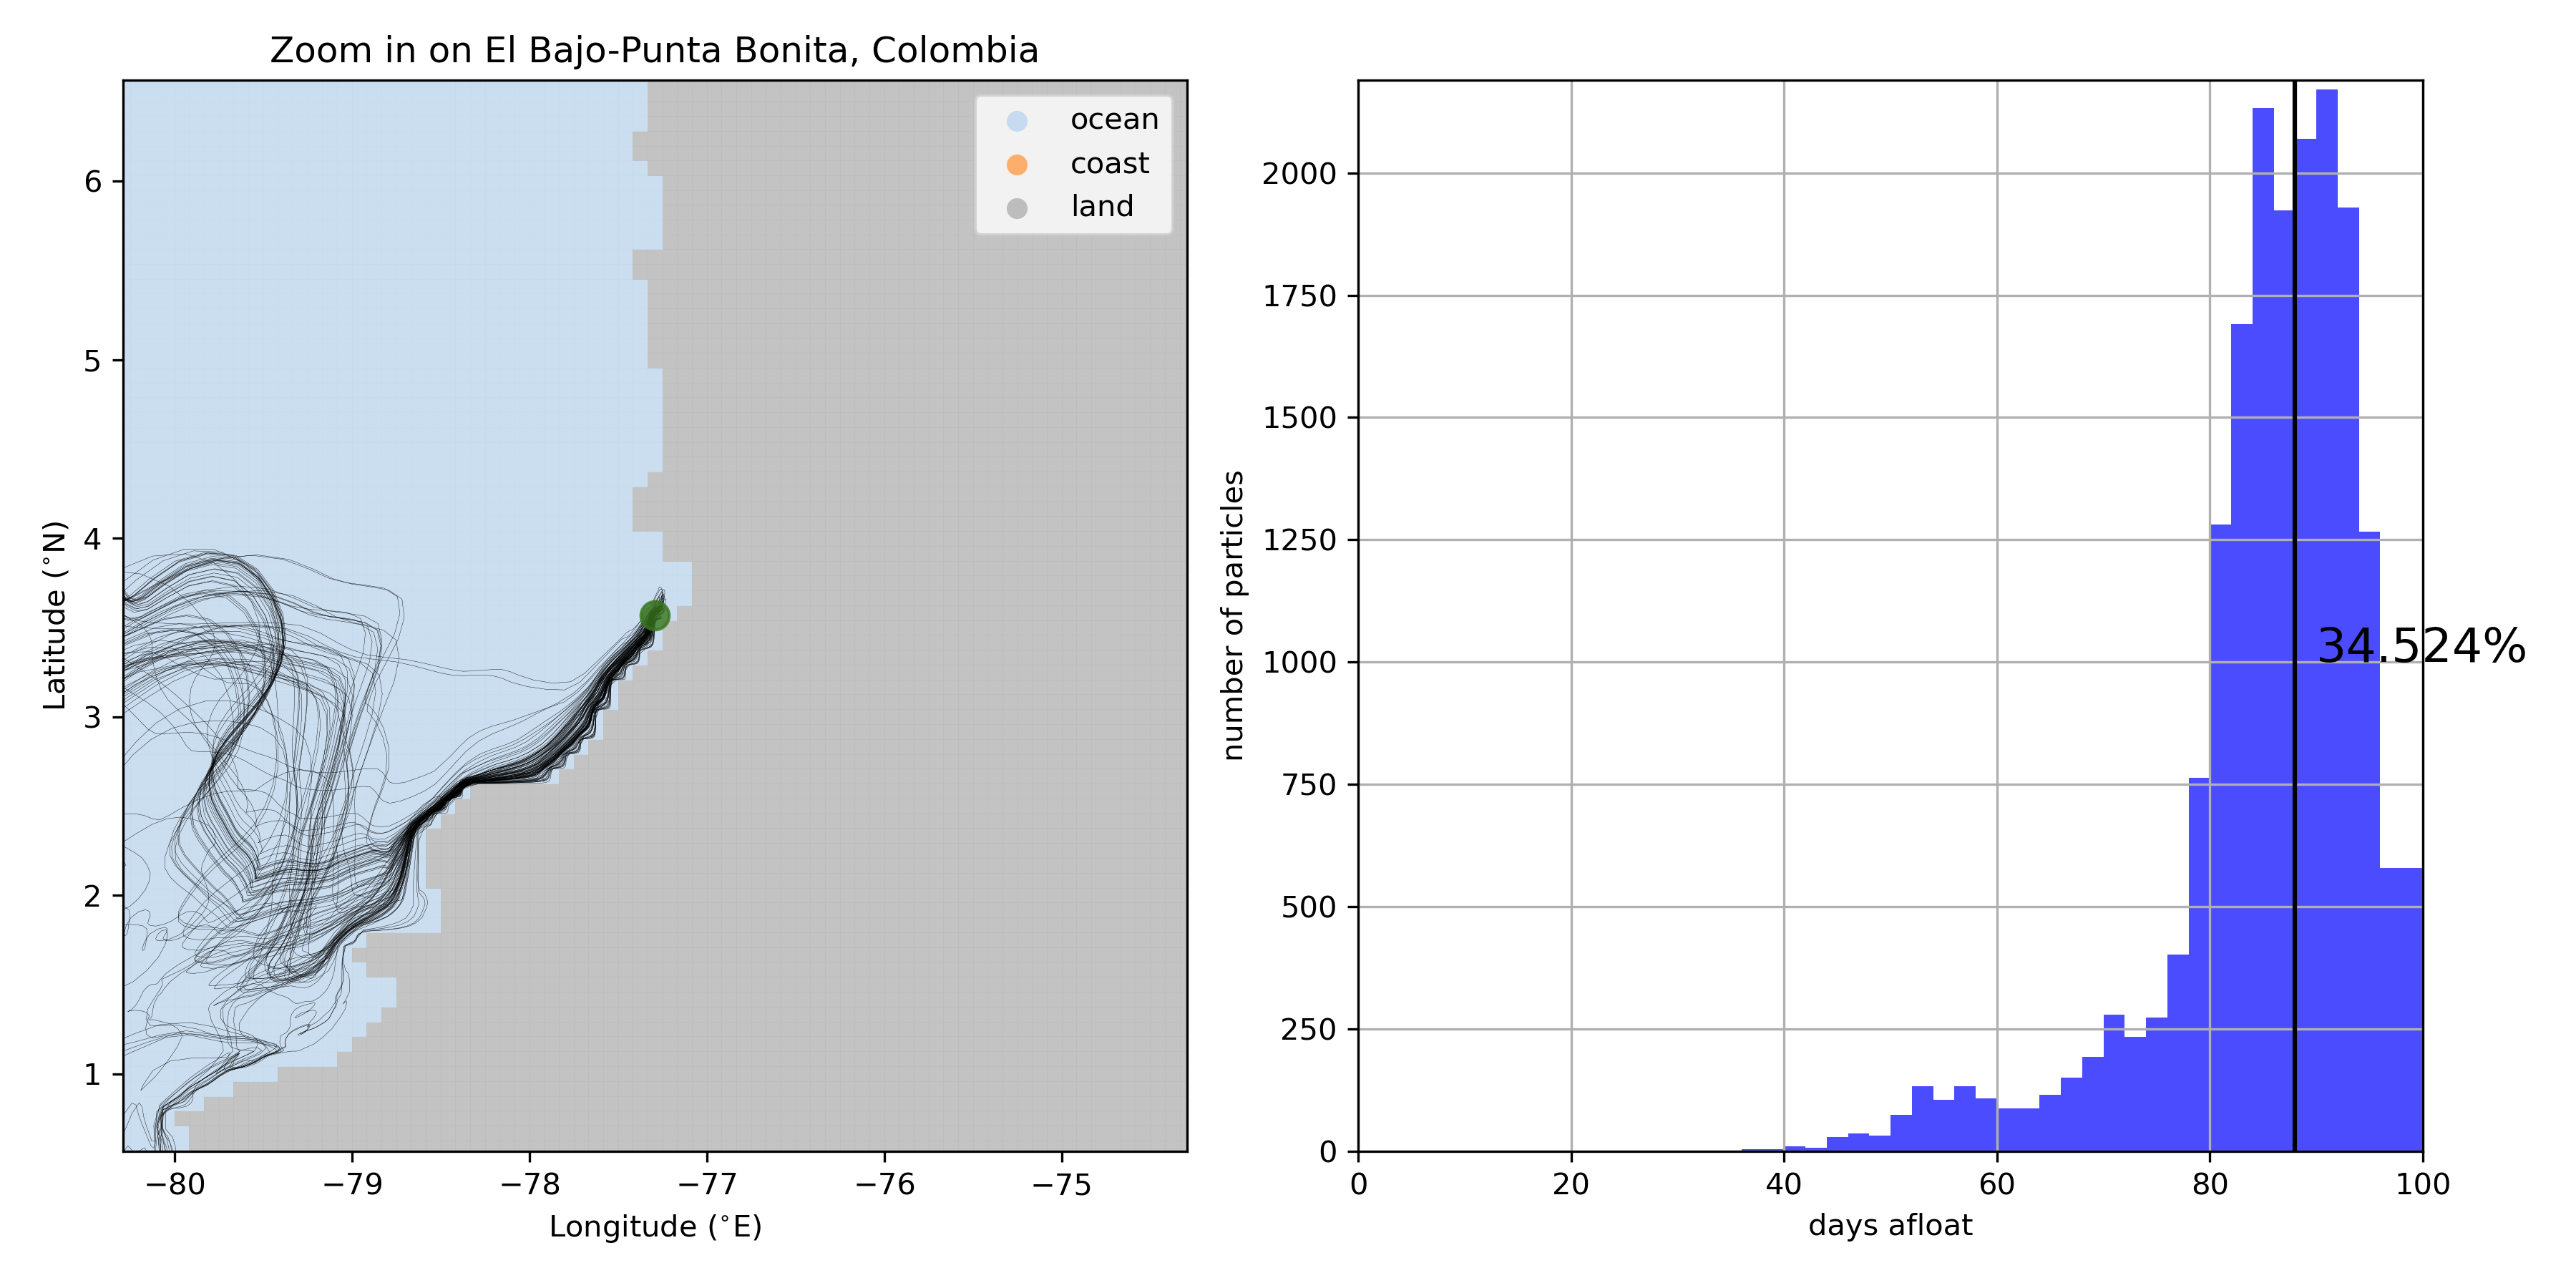 Zoom in on El Bajo-Punta Bonita, Colombia
ocean
coast
land
6
5
4
3
2
1
Latitude (°N)
−80 −79 −78 −77 −76 −75
Longitude (°E)
2000
1750
1500
1250
1000
750
500
250
0
number of particles
34.524%
0 20 40 60 80 100
days afloat